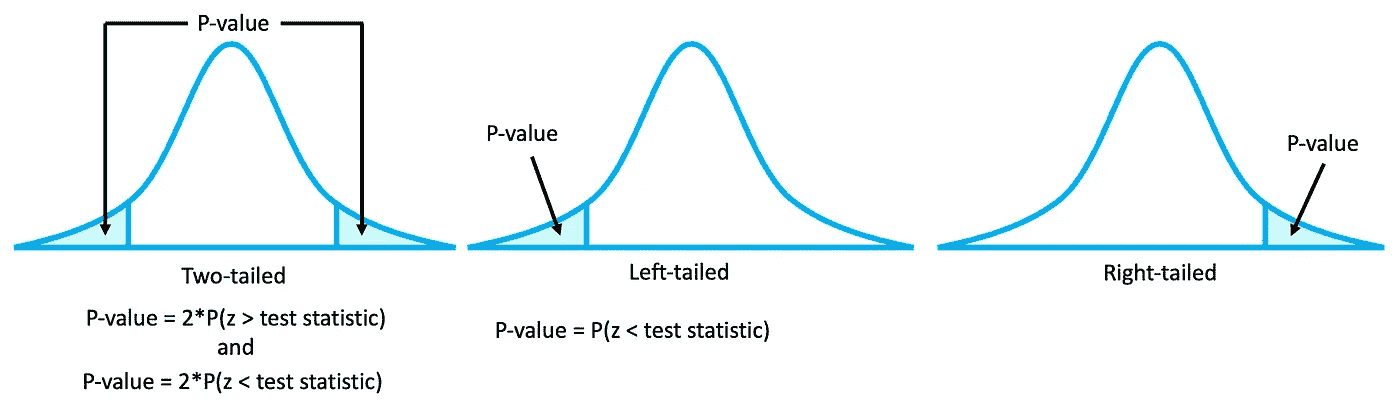 P-value
P-value
P-value
Two-tailed
Left-tailed
Right-tailed
P-value = 2*P(z > test statistic)
and
P-value = 2*P(z < test statistic)
P-value = P(z < test statistic)